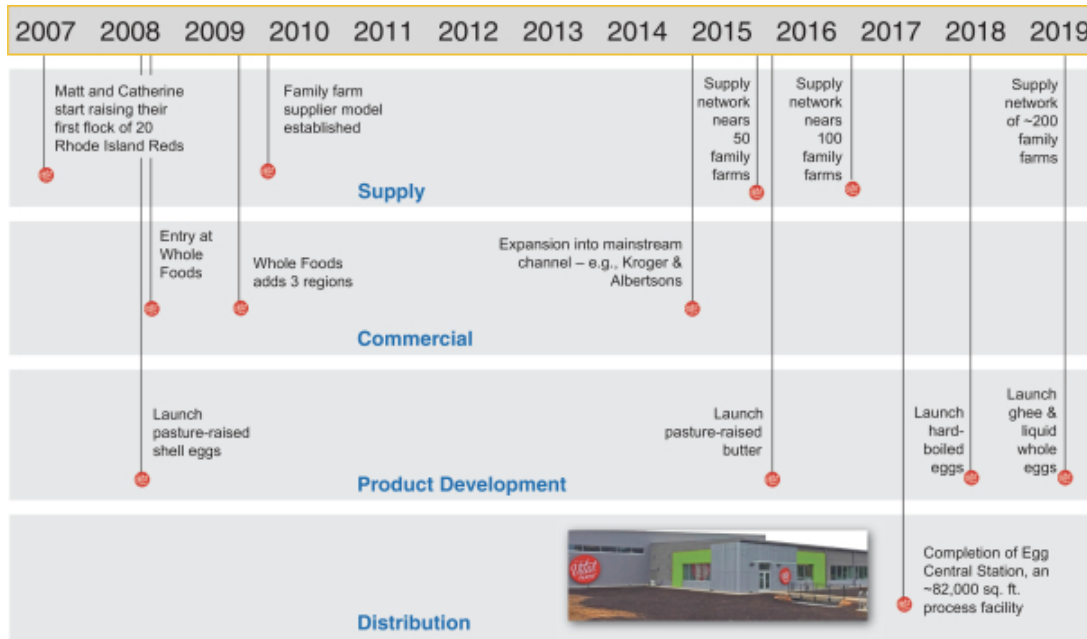 2007 2008 2009 2010 2011 2012 2013 2014 2015 2016 2017 2018 2019
Matt and Catherine
start raising their
first flock of 20
Rhode Island Reds
Family farm
supplier model
established
Supply
network
nears
50
family
farms
Supply
network
nears
100
family
farms
Supply
network
of ~200
family
farms
Supply
Entry at
Whole
Foods
Whole Foods
adds 3 regions
Expansion into mainstream
channel – e.g., Kroger &
Albertsons
Commercial
Launch
pasture-raised
shell eggs
Launch
pasture-raised
butter
Launch
hard-
boiled
eggs
Launch
ghee &
liquid
whole
eggs
Product Development
Vital
Completion of Egg
Central Station, an
~82,000 sq. ft.
process facility
Distribution